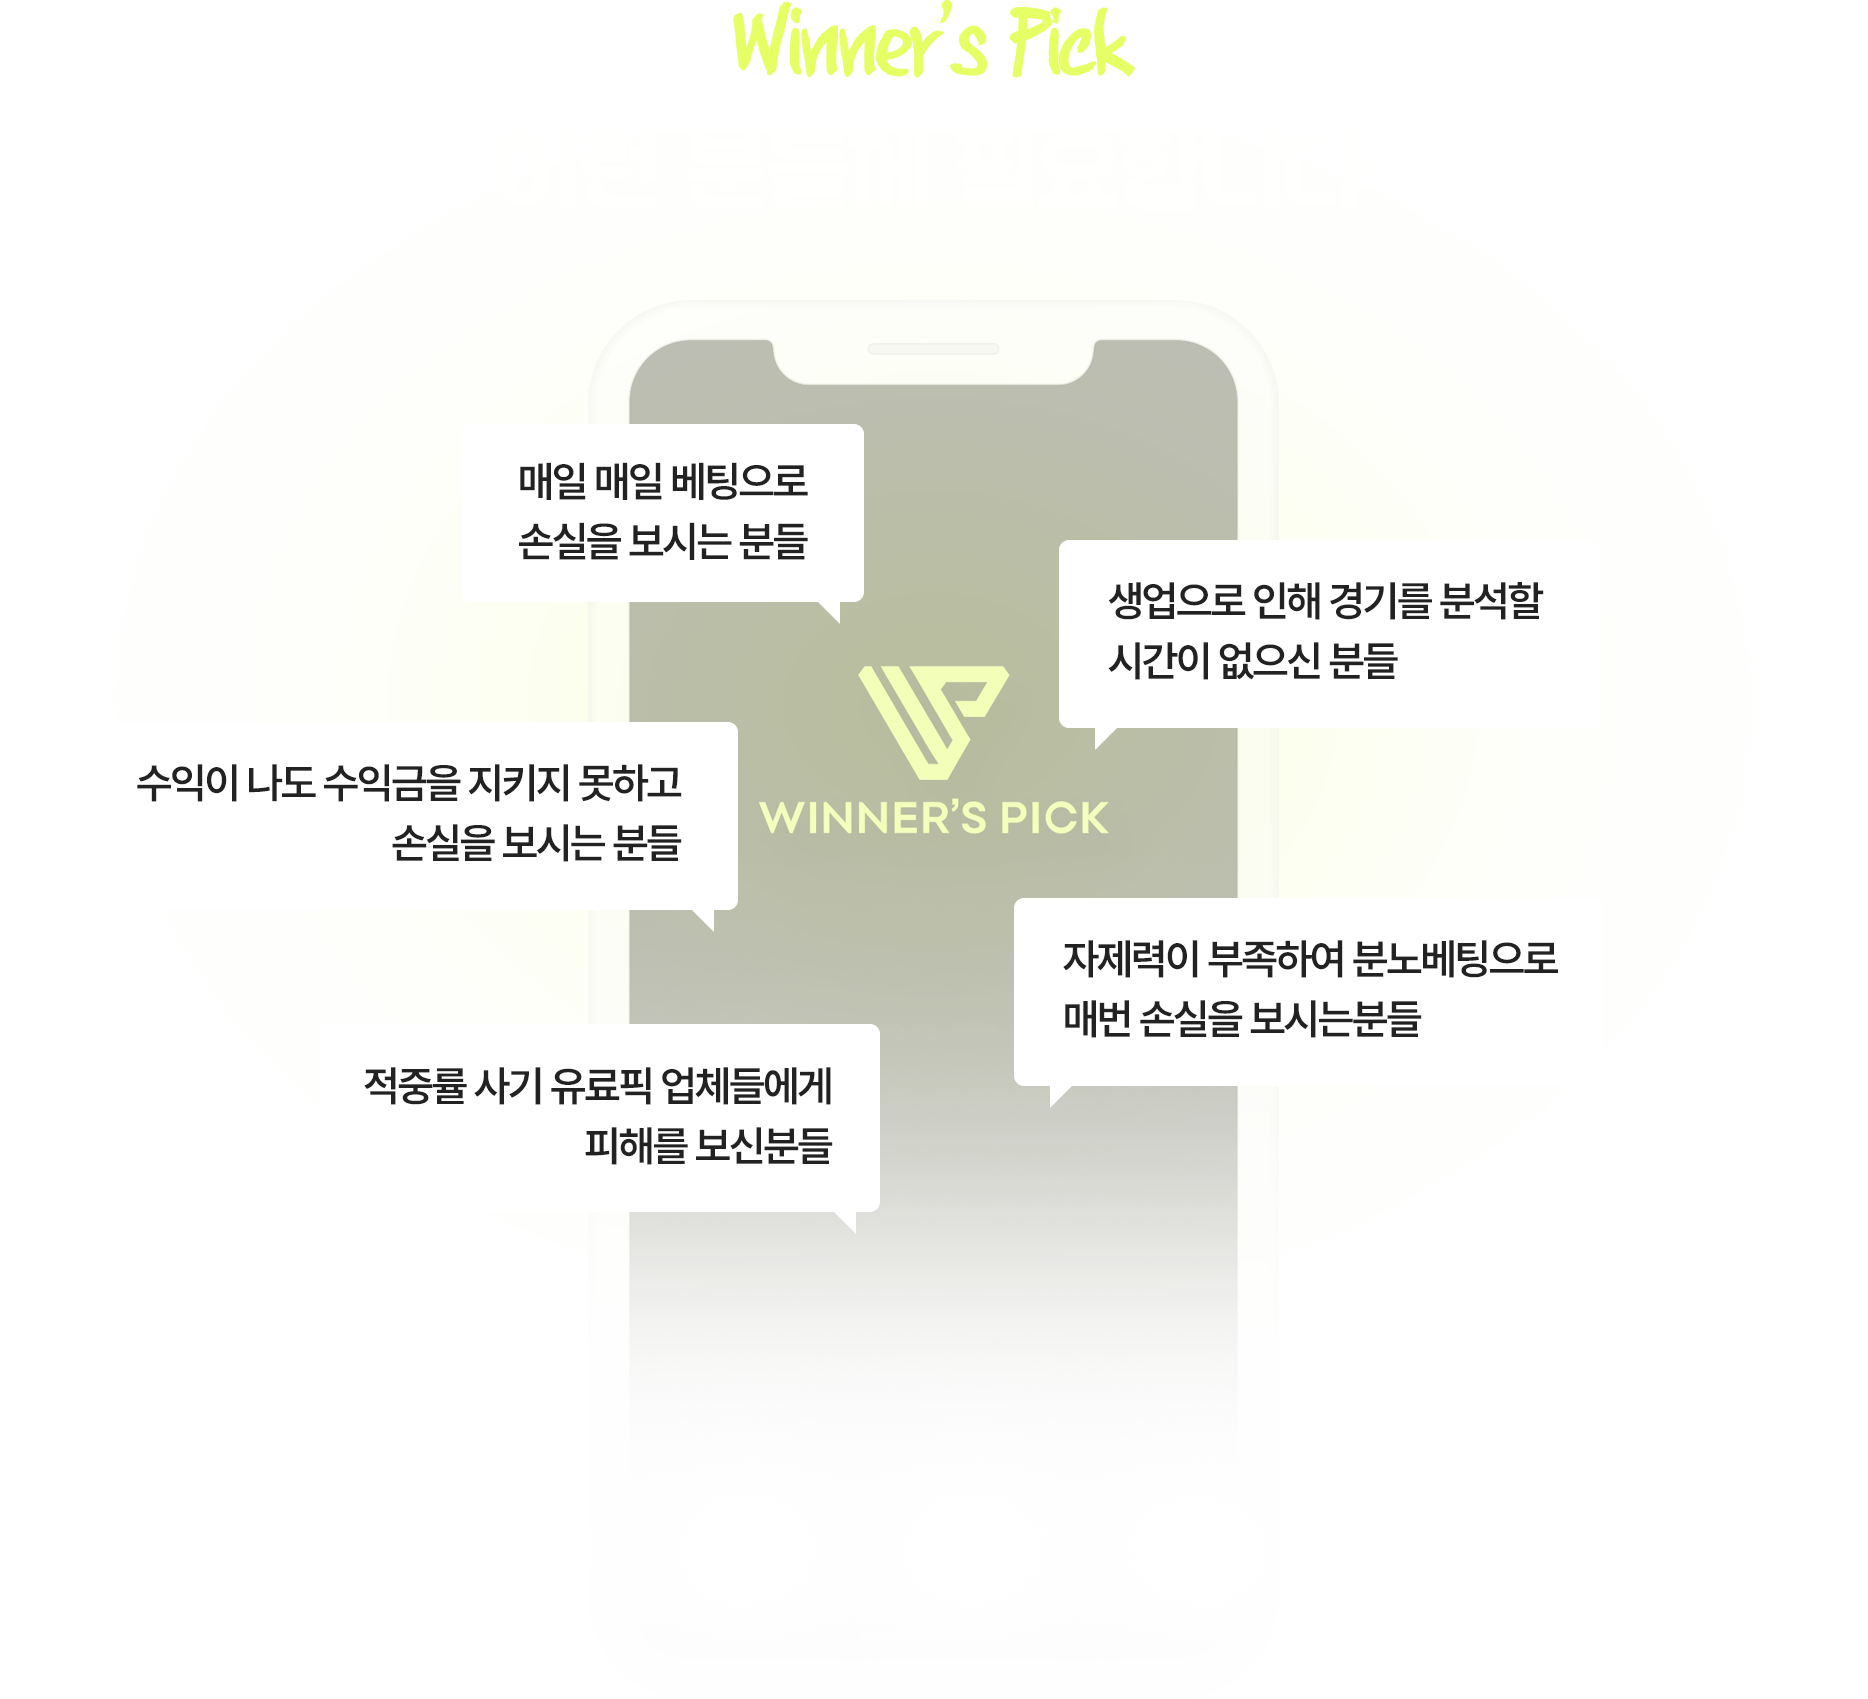 Winner's Pick
매일 매일 베팅으로
손실을 보시는 분들
생업으로 인해 경기를 분석할
시간이 없으신 분들
WINNER'S PICK
수익이 나도 수익금을 지키지 못하고
손실을 보시는 분들
자제력이 부족하여 분노베팅으로
매번 손실을 보시는분들
적중률 사기 유료픽 업체들에게
피해를 보신분들